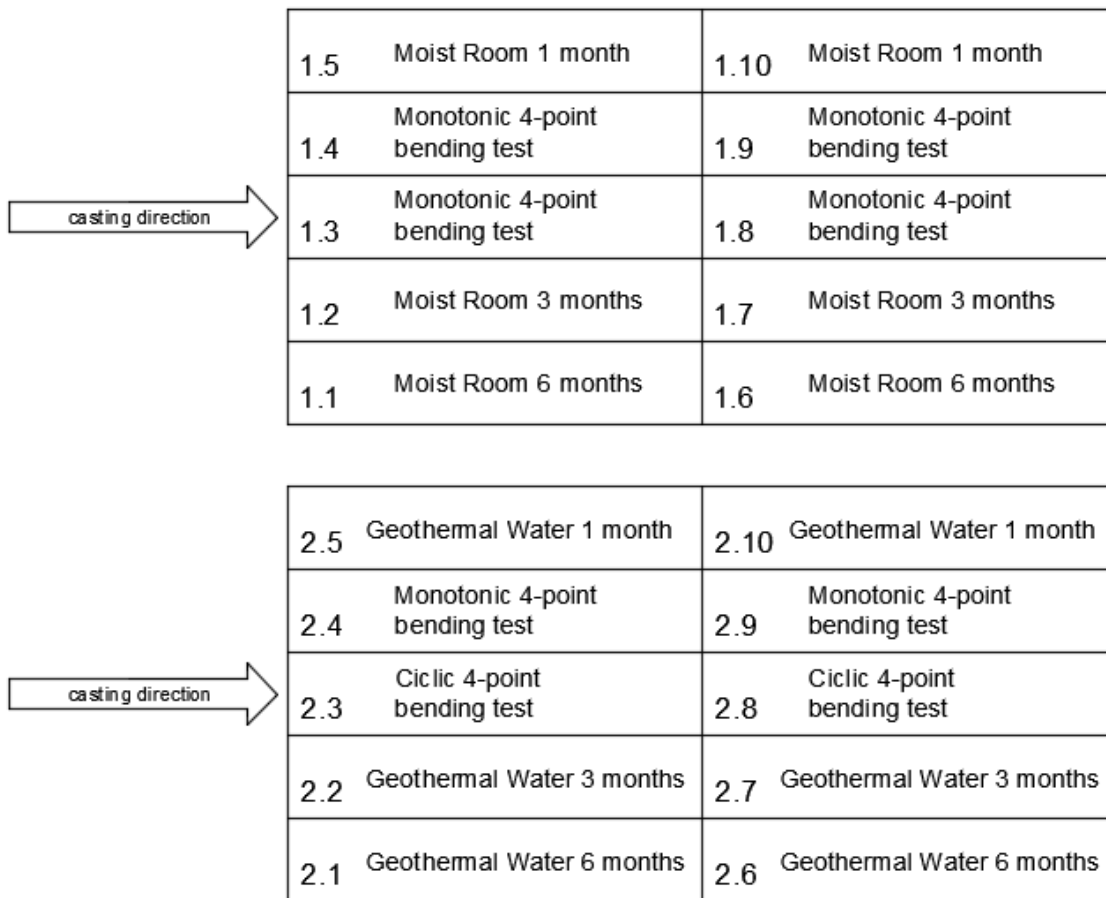 1.5 Moist Room 1 month
1.10 Moist Room 1 month
1.4 Monotonic 4-point
bending test
1.9 Monotonic 4-point
bending test
casting direction
1.3 Monotonic 4-point
bending test
1.8 Monotonic 4-point
bending test
1.2 Moist Room 3 months
1.7 Moist Room 3 months
1.1 Moist Room 6 months
1.6 Moist Room 6 months
2.5 Geothermal Water 1 month
2.10 Geothermal Water 1 month
2.4 Monotonic 4-point
bending test
2.9 Monotonic 4-point
bending test
casting direction
2.3 Ciclic 4-point
bending test
2.8 Ciclic 4-point
bending test
2.2 Geothermal Water 3 months
2.7 Geothermal Water 3 months
2.1 Geothermal Water 6 months
2.6 Geothermal Water 6 months